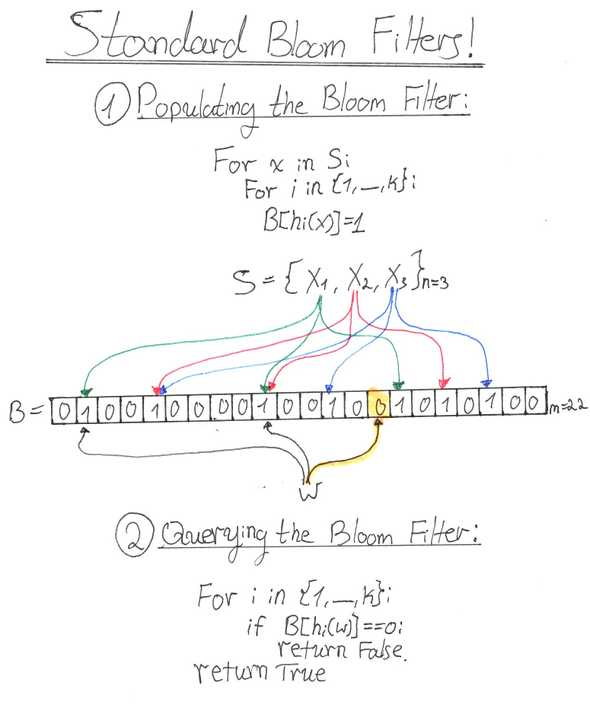 Standard Bloom Filters!
① Populating the Bloom Filter:
For x in S:
For i in {1,_,k}:
B[hi(x)]=1
S = { X1, X2, X3 } n=3
B = 0 1 0 0 1 0 0 0 0 1 0 0 1 0 0 1 0 1 0 1 0 0 m=22
W
② Querying the Bloom Filter:
For i in {1,_,k}:
if B[hi(w)]==0:
return False.
return True